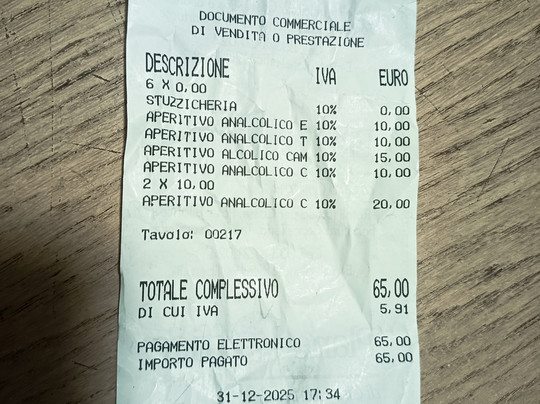 DOCUMENTO COMMERCIALE
DI VENDITA O PRESTAZIONE
DESCRIZIONE IVA EURO
6 X 0,00
STUZZICHERIA 10% 0,00
APERITIVO ANALCOLICO E 10% 10,00
APERITIVO ANALCOLICO T 10% 10,00
APERITIVO ALCOLICO CAM 10% 15,00
APERITIVO ANALCOLICO C 10% 10,00
2 X 10,00
APERITIVO ANALCOLICO C 10% 20,00
Tavolo: 00217
TOTALE COMPLESSIVO 65,00
DI CUI IVA 5,91
PAGAMENTO ELETTRONICO 65,00
IMPORTO PAGATO 65,00
31-12-2025 17:34